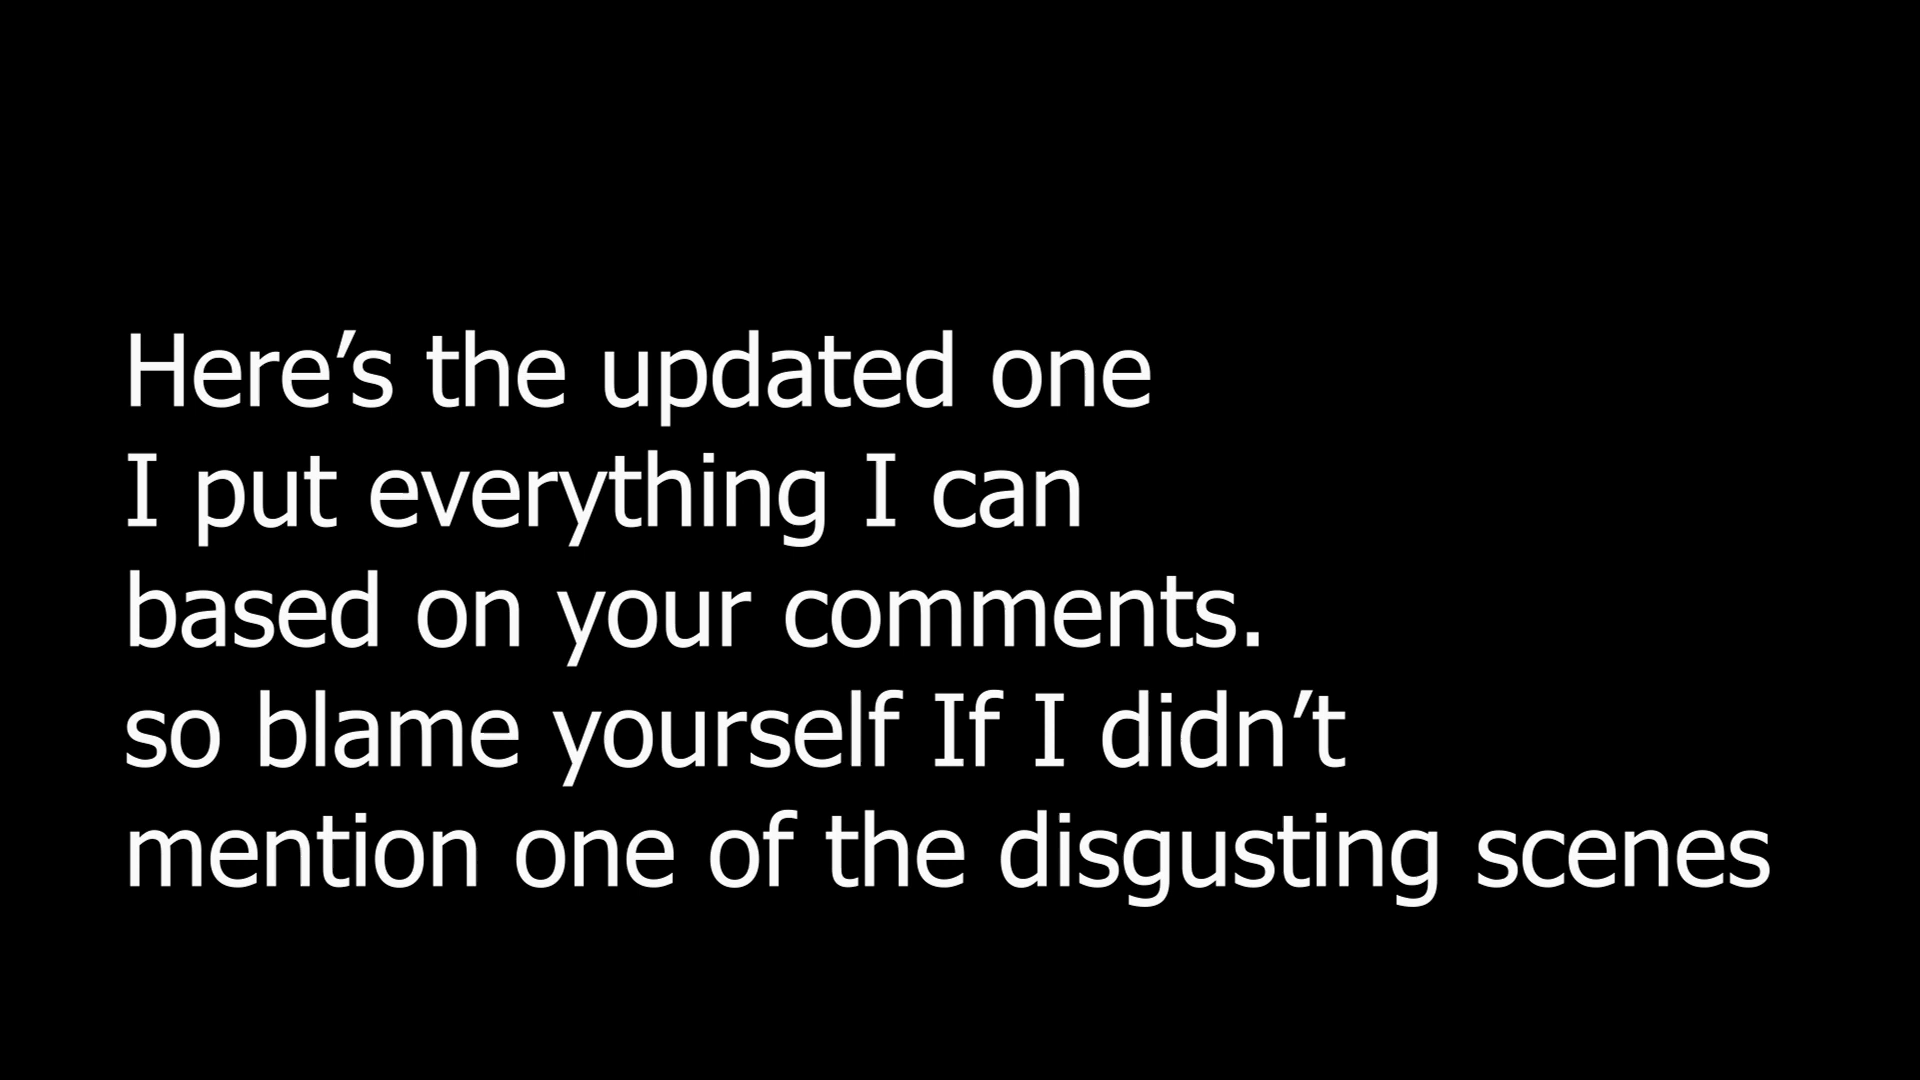 Here’s the updated one
I put everything I can
based on your comments.
so blame yourself If I didn’t
mention one of the disgusting scenes